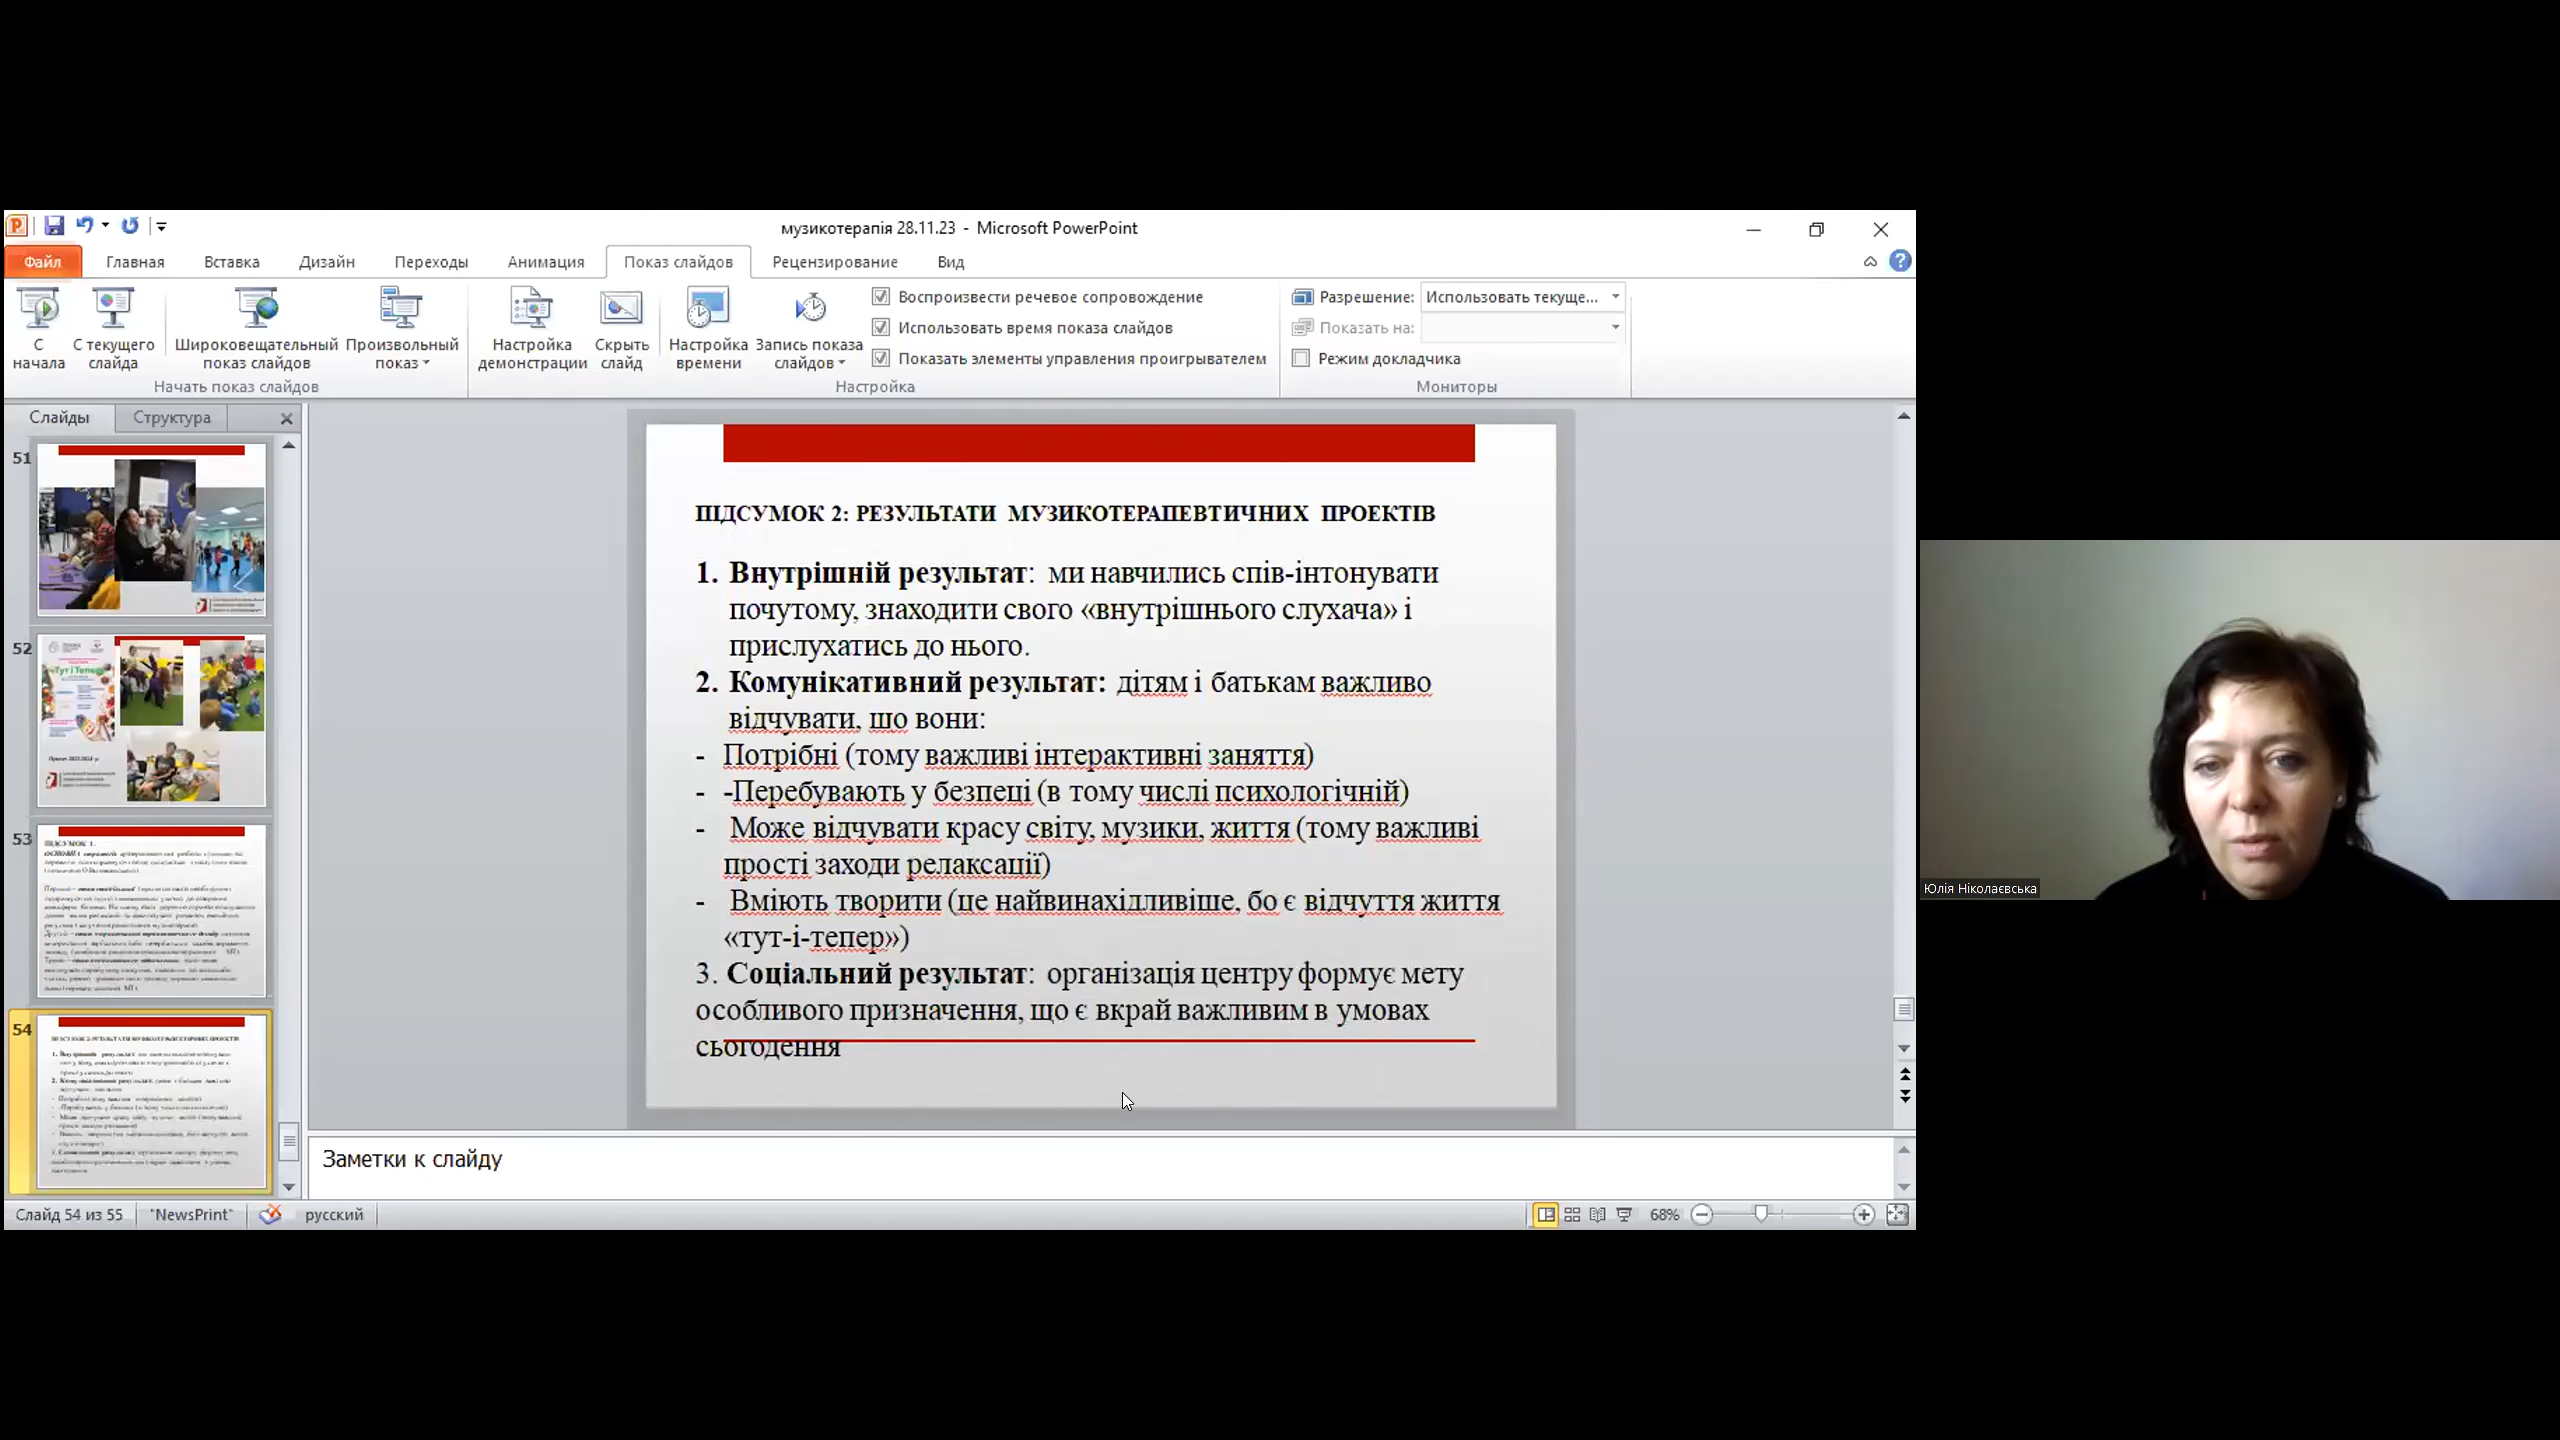 музикотерапія 28.11.23 - Microsoft PowerPoint
Файл Главная Вставка Дизайн Переходы Анимация Показ слайдов Рецензирование Вид
С начала
С текущего слайда
Широковещательный показ слайдов
Произвольный показ
Начать показ слайдов
Настройка демонстрации
Скрыть слайд
Настройка времени
Запись показа слайдов
Воспроизвести речевое сопровождение
Использовать время показа слайдов
Показать элементы управления проигрывателем
Настройка
Разрешение: Использовать текуще...
Показать на:
Режим докладчика
Мониторы
Слайды Структура
51
52
Тут і Тепер
53
ПІДСУМОК 1.
54
ПІДСУМОК 2: РЕЗУЛЬТАТИ МУЗИКОТЕРАПЕВТИЧНИХ ПРОЕКТІВ
1. Внутрішній результат: ми навчились спів-інтонувати
почутому, знаходити свого «внутрішнього слухача» і
прислухатись до нього.
2. Комунікативний результат: дітям і батькам важливо
відчувати, що вони:
- Потрібні (тому важливі інтерактивні заняття)
- -Перебувають у безпеці (в тому числі психологічній)
- Може відчувати красу світу, музики, життя (тому важливі
прості заходи релаксації)
- Вміють творити (це найвинахідливіше, бо є відчуття життя
«тут-і-тепер»)
3. Соціальний результат: організація центру формує мету
особливого призначення, що є вкрай важливим в умовах
сьогодення
Заметки к слайду
Слайд 54 из 55 "NewsPrint" русский
68%
Юлія Ніколаєвська